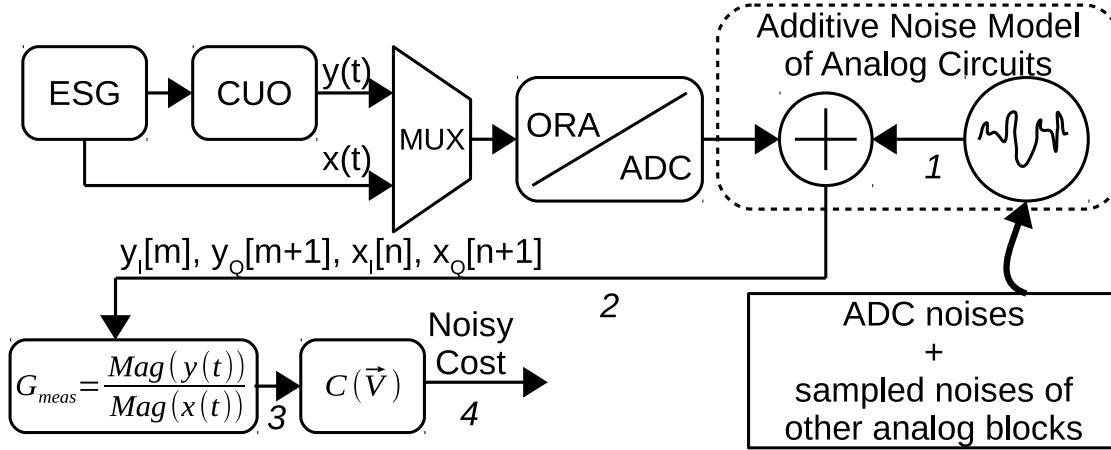 Additive Noise Model
of Analog Circuits
ESG
CUO
y(t)
x(t)
MUX
ORA
ADC
+
1
y_I[m], y_Q[m+1], x_I[n], x_Q[n+1]
2
ADC noises
+
sampled noises of
other analog blocks
G_meas = Mag(y(t)) / Mag(x(t))
3
C(V⃗)
Noisy
Cost
4